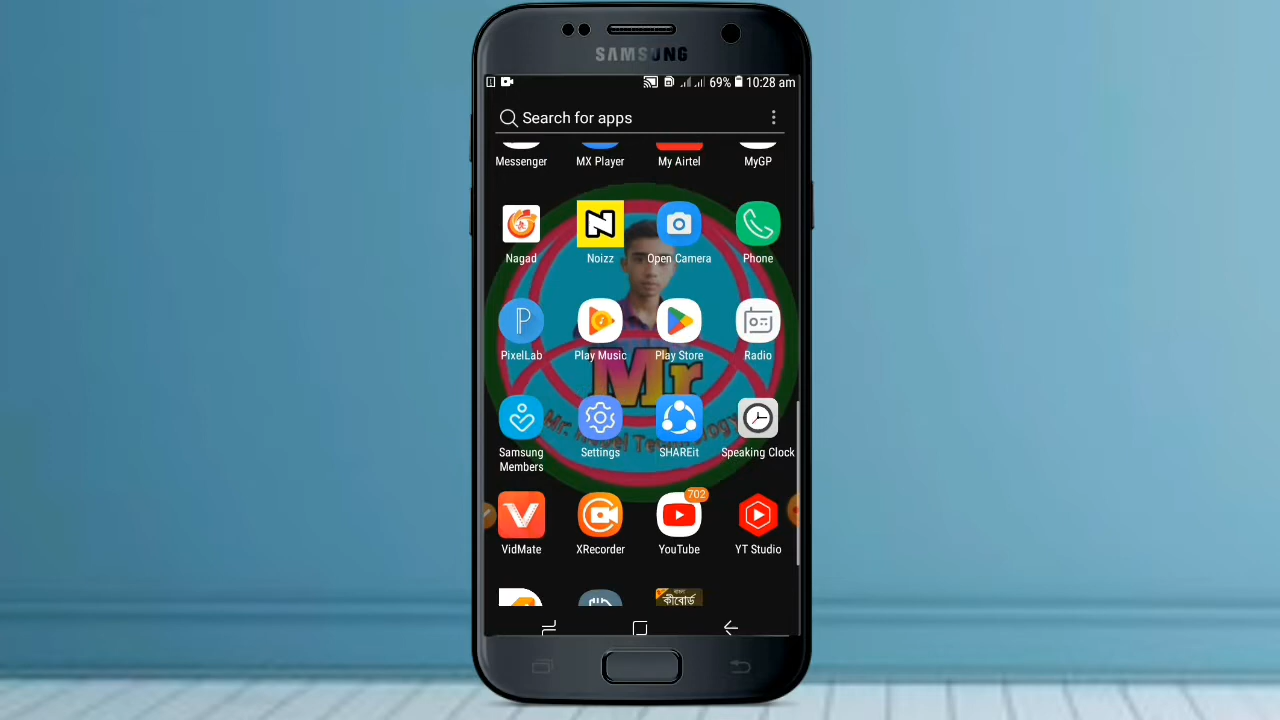 SAMSUNG
69% 10:28 am
Search for apps
Messenger MX Player My Airtel MyGP
Nagad Noizz Open Camera Phone
PixelLab Play Music Play Store Radio
Mr
Samsung Members Settings SHAREit Speaking Clock
702
VidMate XRecorder YouTube YT Studio
কীবোর্ড